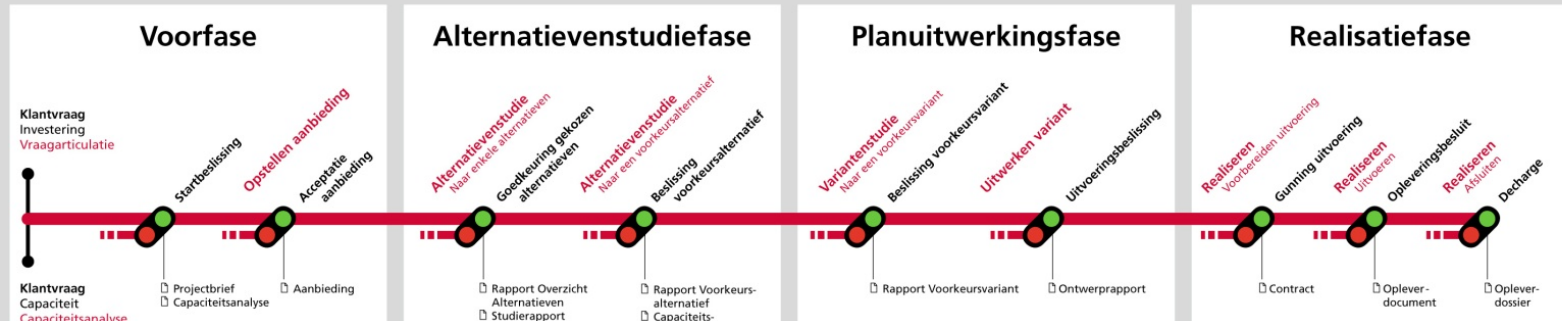 Voorfase
Klantvraag
Investering
Vraagarticulatie
Startbeslissing
Opstellen aanbieding
Acceptatie
aanbieding
Klantvraag
Capaciteit
Capaciteitsanalyse
Projectbrief
Capaciteitsanalyse
Aanbieding
Alternatievenstudiefase
Alternatievenstudie
Naar enkele alternatieven
Goedkeuring gekozen
alternatieven
Alternatievenstudie
Naar een voorkeursalternatief
Beslissing
voorkeursalternatief
Rapport Overzicht
Alternatieven
Studierapport
Rapport Voorkeurs-
alternatief
Capaciteits-
Planuitwerkingsfase
Variantenstudie
Naar een voorkeursvariant
Beslissing voorkeursvariant
Uitwerken variant
Uitvoeringsbeslissing
Rapport Voorkeursvariant
Ontwerprapport
Realisatiefase
Realiseren
Voorbereiden uitvoering
Gunning uitvoering
Realiseren
Uitvoeren
Opleveringsbesluit
Realiseren
Afsluiten
Decharge
Contract
Oplever-
document
Oplever-
dossier